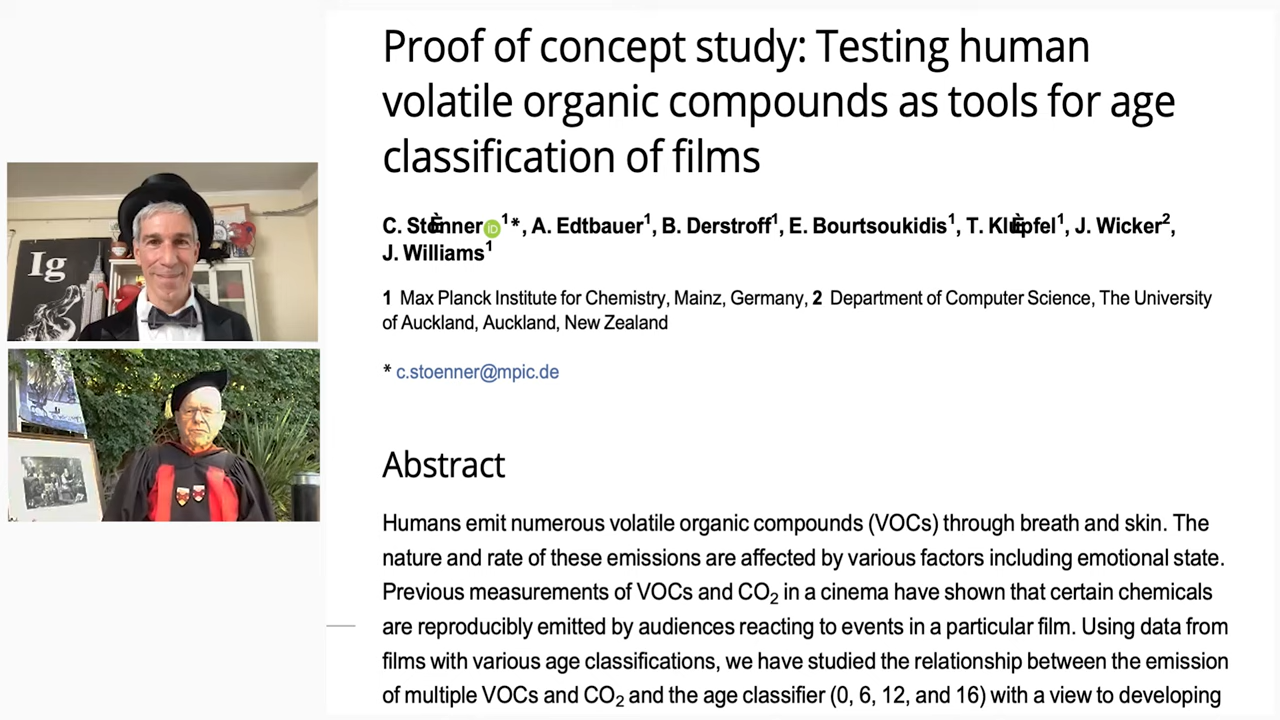 Proof of concept study: Testing human
volatile organic compounds as tools for age
classification of films
C. Stöenner iD 1*, A. Edtbauer1, B. Derstroff1, E. Bourtsoukidis1, T. Klüpfel1, J. Wicker2,
J. Williams1
1 Max Planck Institute for Chemistry, Mainz, Germany, 2 Department of Computer Science, The University
of Auckland, Auckland, New Zealand
* c.stoenner@mpic.de
Ig
Abstract
Humans emit numerous volatile organic compounds (VOCs) through breath and skin. The
nature and rate of these emissions are affected by various factors including emotional state.
Previous measurements of VOCs and CO2 in a cinema have shown that certain chemicals
are reproducibly emitted by audiences reacting to events in a particular film. Using data from
films with various age classifications, we have studied the relationship between the emission
of multiple VOCs and CO2 and the age classifier (0, 6, 12, and 16) with a view to developing